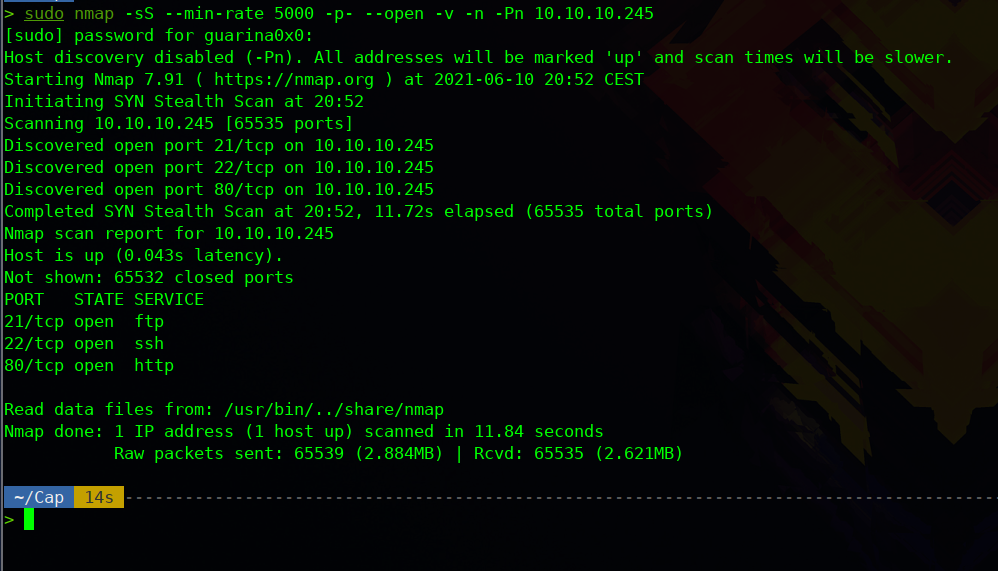 > sudo nmap -sS --min-rate 5000 -p- --open -v -n -Pn 10.10.10.245
[sudo] password for guarina0x0:
Host discovery disabled (-Pn). All addresses will be marked 'up' and scan times will be slower.
Starting Nmap 7.91 ( https://nmap.org ) at 2021-06-10 20:52 CEST
Initiating SYN Stealth Scan at 20:52
Scanning 10.10.10.245 [65535 ports]
Discovered open port 21/tcp on 10.10.10.245
Discovered open port 22/tcp on 10.10.10.245
Discovered open port 80/tcp on 10.10.10.245
Completed SYN Stealth Scan at 20:52, 11.72s elapsed (65535 total ports)
Nmap scan report for 10.10.10.245
Host is up (0.043s latency).
Not shown: 65532 closed ports
PORT   STATE SERVICE
21/tcp open  ftp
22/tcp open  ssh
80/tcp open  http
Read data files from: /usr/bin/../share/nmap
Nmap done: 1 IP address (1 host up) scanned in 11.84 seconds
           Raw packets sent: 65539 (2.884MB) | Rcvd: 65535 (2.621MB)
~/Cap 14s
>